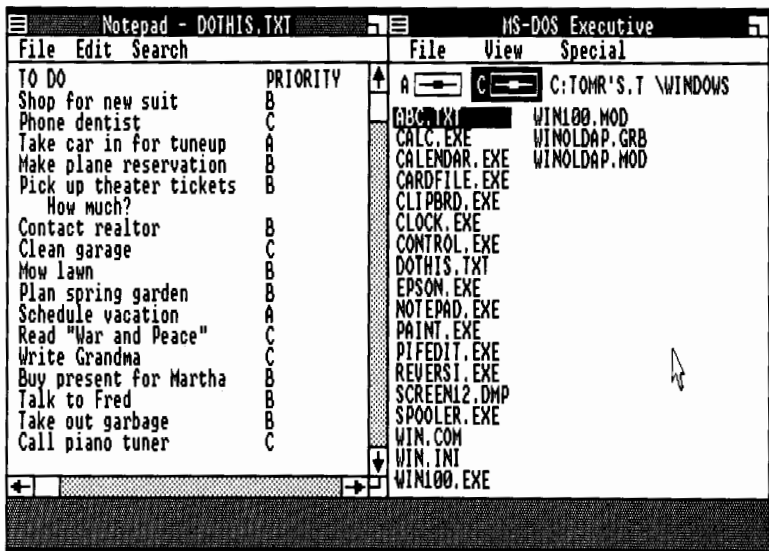 Notepad - DOTHIS.TXT
File Edit Search
TO DO PRIORITY
Shop for new suit B
Phone dentist C
Take car in for tuneup A
Make plane reservation B
Pick up theater tickets B
How much?
Contact realtor B
Clean garage C
Mow lawn B
Plan spring garden B
Schedule vacation A
Read "War and Peace" C
Write Grandma C
Buy present for Martha B
Talk to Fred B
Take out garbage B
Call piano tuner C
MS-DOS Executive
File View Special
A C C:TOMR'S.T \WINDOWS
ABC.TXT WIN100.MOD
CALC.EXE WINOLDAP.GRB
CALENDAR.EXE WINOLDAP.MOD
CARDFILE.EXE
CLIPBRD.EXE
CLOCK.EXE
CONTROL.EXE
DOTHIS.TXT
EPSON.EXE
NOTEPAD.EXE
PAINT.EXE
PIFEDIT.EXE
REVERSI.EXE
SCREEN12.DMP
SPOOLER.EXE
WIN.COM
WIN.INI
WIN100.EXE